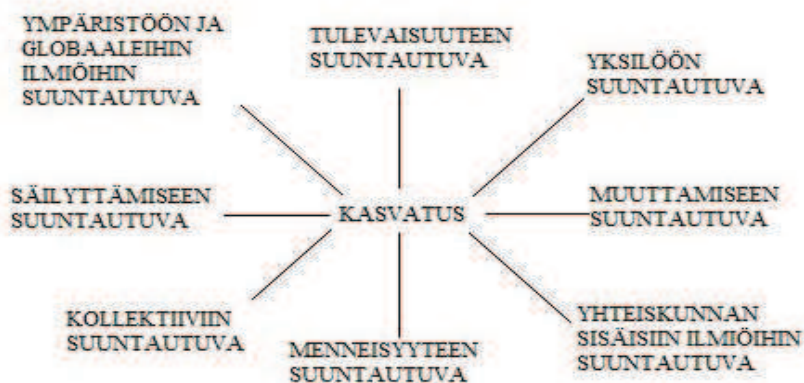 YMPÄRISTÖÖN JA
GLOBAALEIHIN
ILMIÖIHIN
SUUNTAUTUVA
TULEVAISUUTEEN
SUUNTAUTUVA
YKSILÖÖN
SUUNTAUTUVA
SÄILYTTÄMISEEN
SUUNTAUTUVA
KASVATUS
MUUTTAMISEEN
SUUNTAUTUVA
KOLLEKTIIVIIN
SUUNTAUTUVA
MENNEISYYTEEN
SUUNTAUTUVA
YHTEISKUNNAN
SISÄISIIN ILMIÖIHIN
SUUNTAUTUVA